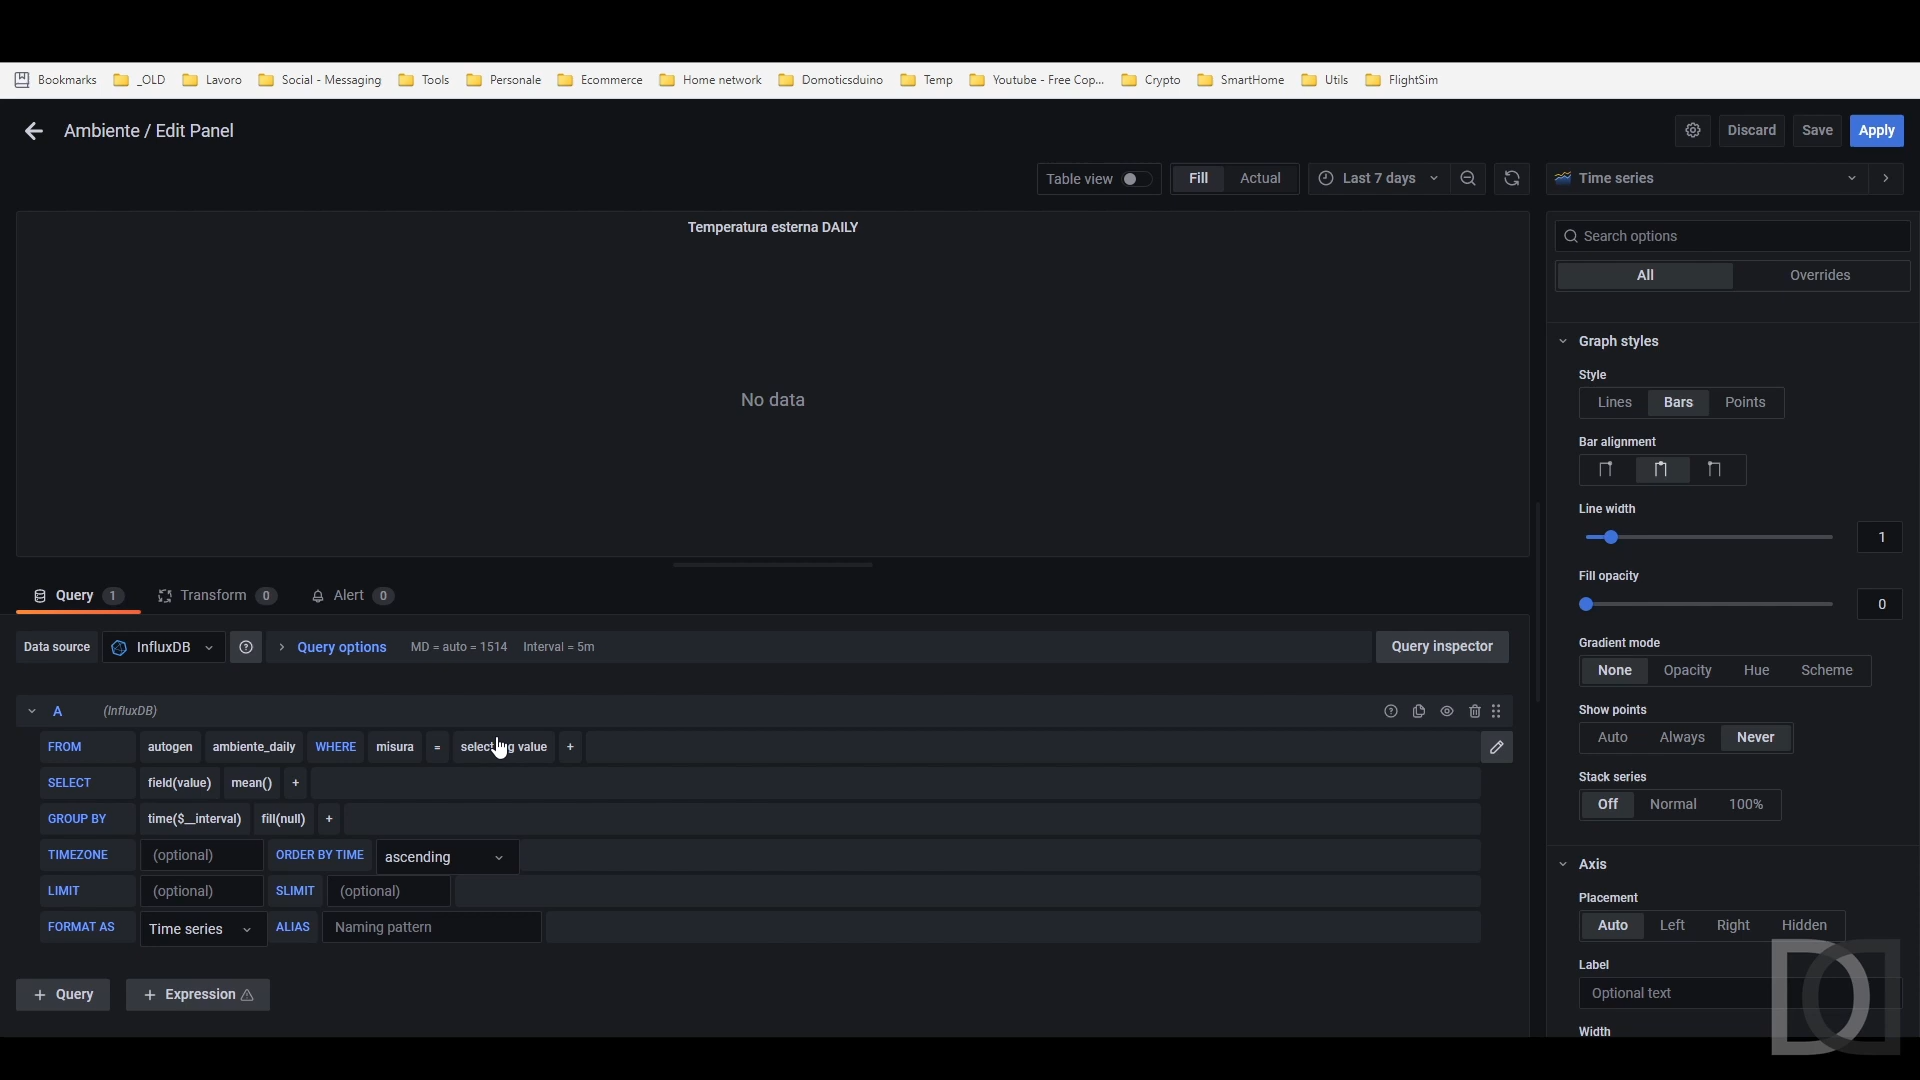 Bookmarks _OLD Lavoro Social - Messaging Tools Personale Ecommerce Home network Domoticsduino Temp Youtube - Free Cop... Crypto SmartHome Utils FlightSim
Ambiente / Edit Panel
Discard Save Apply
Table view Fill Actual Last 7 days Time series
Temperatura esterna DAILY
No data
Search options
All Overrides
Graph styles
Style
Lines Bars Points
Bar alignment
Line width
1
Fill opacity
0
Gradient mode
None Opacity Hue Scheme
Show points
Auto Always Never
Stack series
Off Normal 100%
Axis
Placement
Auto Left Right Hidden
Label
Optional text
Width
Query 1 Transform 0 Alert 0
Data source InfluxDB Query options MD = auto = 1514 Interval = 5m Query inspector
A (InfluxDB)
FROM autogen ambiente_daily WHERE misura = value +
SELECT field(value) mean() +
GROUP BY time($__interval) fill(null) +
TIMEZONE (optional) ORDER BY TIME ascending
LIMIT (optional) SLIMIT (optional)
FORMAT AS Time series ALIAS Naming pattern
+ Query + Expression